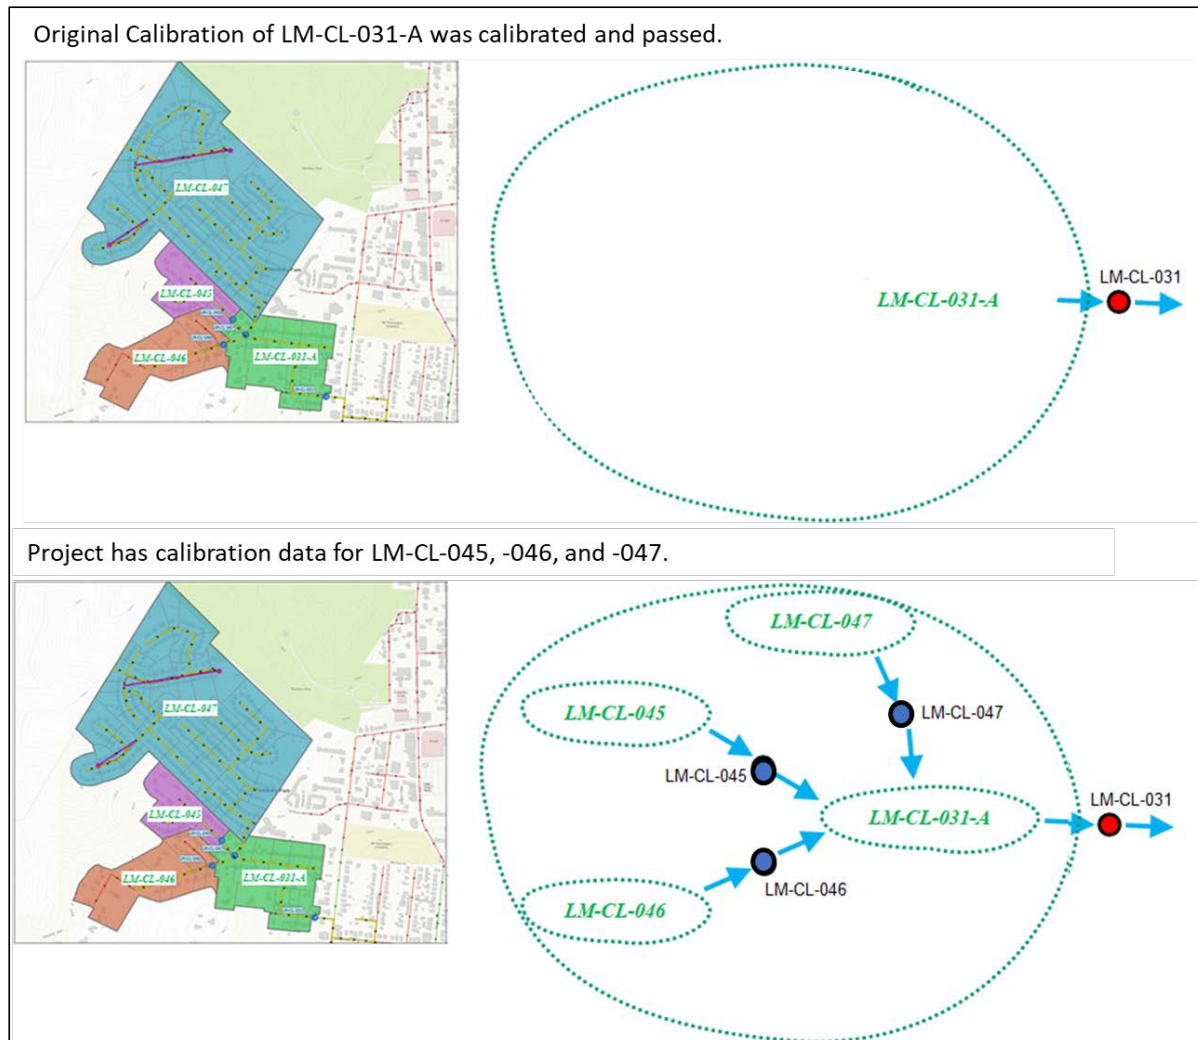 Original Calibration of LM-CL-031-A was calibrated and passed.
LM-CL-047
LM-CL-045
LM-CL-046
LM-CL-031-A
LM-CL-031-A
LM-CL-031
Project has calibration data for LM-CL-045, -046, and -047.
LM-CL-047
LM-CL-045
LM-CL-046
LM-CL-031-A
LM-CL-047
LM-CL-045
LM-CL-047
LM-CL-045
LM-CL-031-A
LM-CL-031
LM-CL-046
LM-CL-046